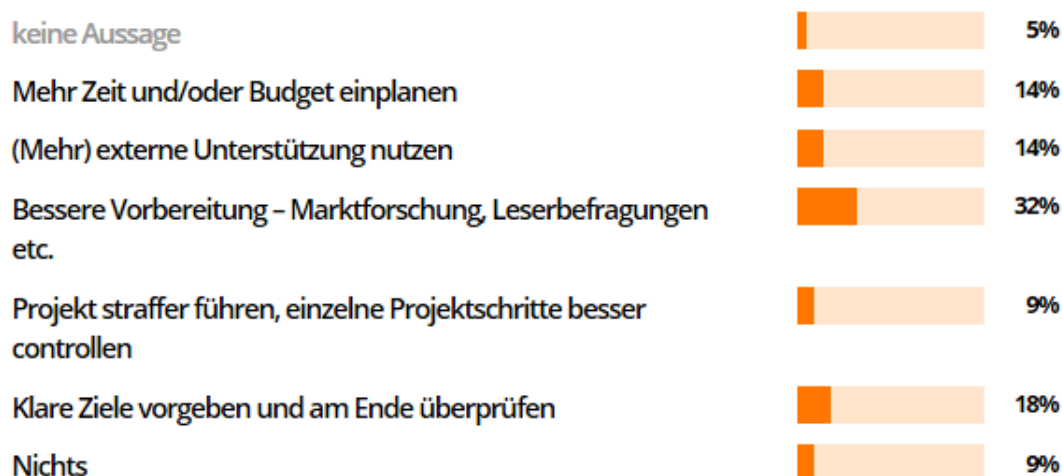 keine Aussage 5%
Mehr Zeit und/oder Budget einplanen 14%
(Mehr) externe Unterstützung nutzen 14%
Bessere Vorbereitung – Marktforschung, Leserbefragungen 32%
etc.
Projekt straffer führen, einzelne Projektschritte besser 9%
controllen
Klare Ziele vorgeben und am Ende überprüfen 18%
Nichts 9%